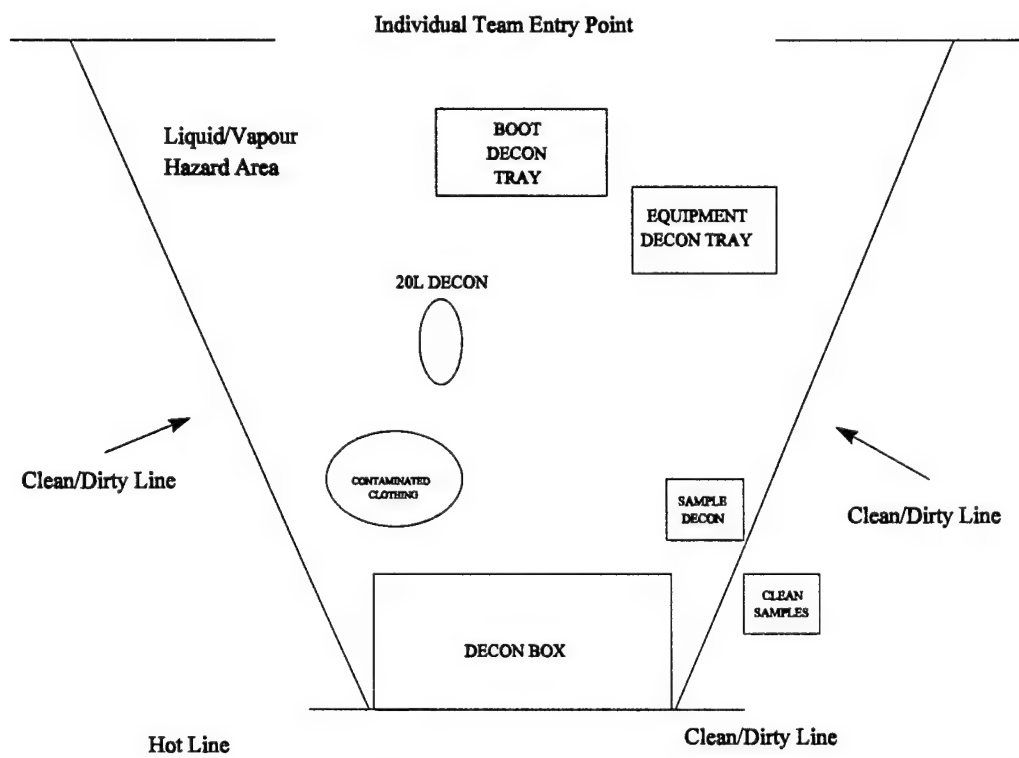 Individual Team Entry Point
Liquid/Vapour
Hazard Area
BOOT
DECON
TRAY
EQUIPMENT
DECON TRAY
20L DECON
CONTAMINATED
CLOTHING
Clean/Dirty Line
SAMPLE
DECON
Clean/Dirty Line
CLEAN
SAMPLES
DECON BOX
Hot Line
Clean/Dirty Line